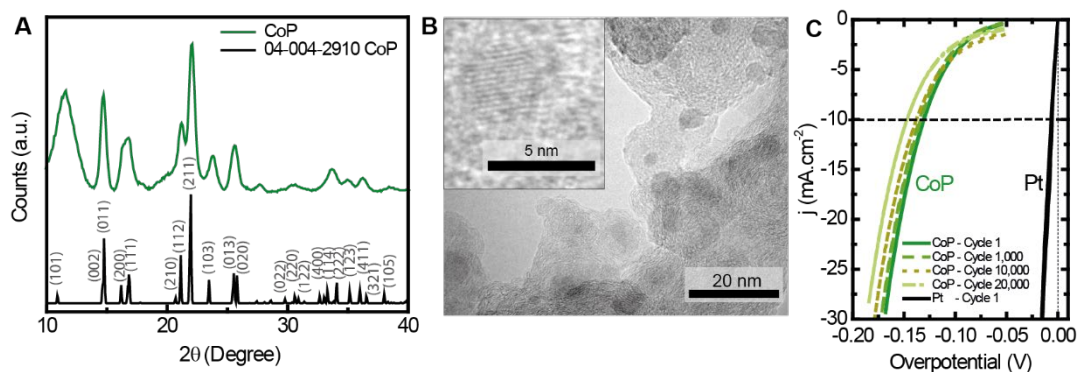 A
CoP
04-004-2910 CoP
Counts (a.u.)
(101)
(002)
(011)
(200)
(111)
(210)
(112)
(211)
(103)
(013)
(020)
(022)
(220)
(122)
(400)
(114)
(222)
(123)
(411)
(321)
(105)
10
20
30
40
2θ (Degree)
B
5 nm
20 nm
C
j (mA.cm⁻²)
0
-5
-10
-15
-20
-25
-30
CoP
Pt
CoP - Cycle 1
CoP - Cycle 1,000
CoP - Cycle 10,000
CoP - Cycle 20,000
Pt - Cycle 1
-0.20
-0.15
-0.10
-0.05
0.00
Overpotential (V)